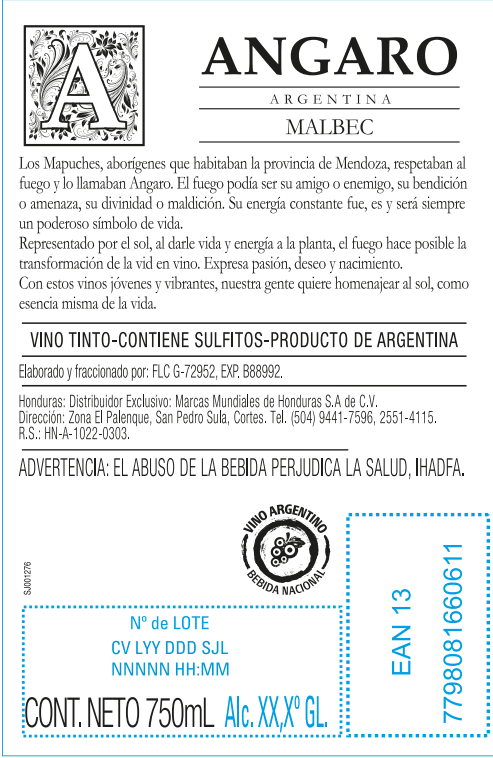 A
ANGARO
ARGENTINA
MALBEC
Los Mapuches, aborígenes que habitaban la provincia de Mendoza, respetaban al
fuego y lo llamaban Angaro. El fuego podía ser su amigo o enemigo, su bendición
o amenaza, su divinidad o maldición. Su energía constante fue, es y será siempre
un poderoso símbolo de vida.
Representado por el sol, al darle vida y energía a la planta, el fuego hace posible la
transformación de la vid en vino. Expresa pasión, deseo y nacimiento.
Con estos vinos jóvenes y vibrantes, nuestra gente quiere homenajear al sol, como
esencia misma de la vida.
VINO TINTO-CONTIENE SULFITOS-PRODUCTO DE ARGENTINA
Elaborado y fraccionado por: FLC G-72952, EXP. B88992.
Honduras: Distribuidor Exclusivo: Marcas Mundiales de Honduras S.A de C.V.
Dirección: Zona El Palenque, San Pedro Sula, Cortes. Tel. (504) 9441-7596, 2551-4115.
R.S.: HN-A-1022-0303.
ADVERTENCIA: EL ABUSO DE LA BEBIDA PERJUDICA LA SALUD, IHADFA.
VINO ARGENTINO
BEBIDA NACIONAL
SJ001276
Nº de LOTE
CV LYY DDD SJL
NNNNN HH:MM
CONT. NETO 750mL Alc. XX,Xº GL.
EAN 13
7798081660611